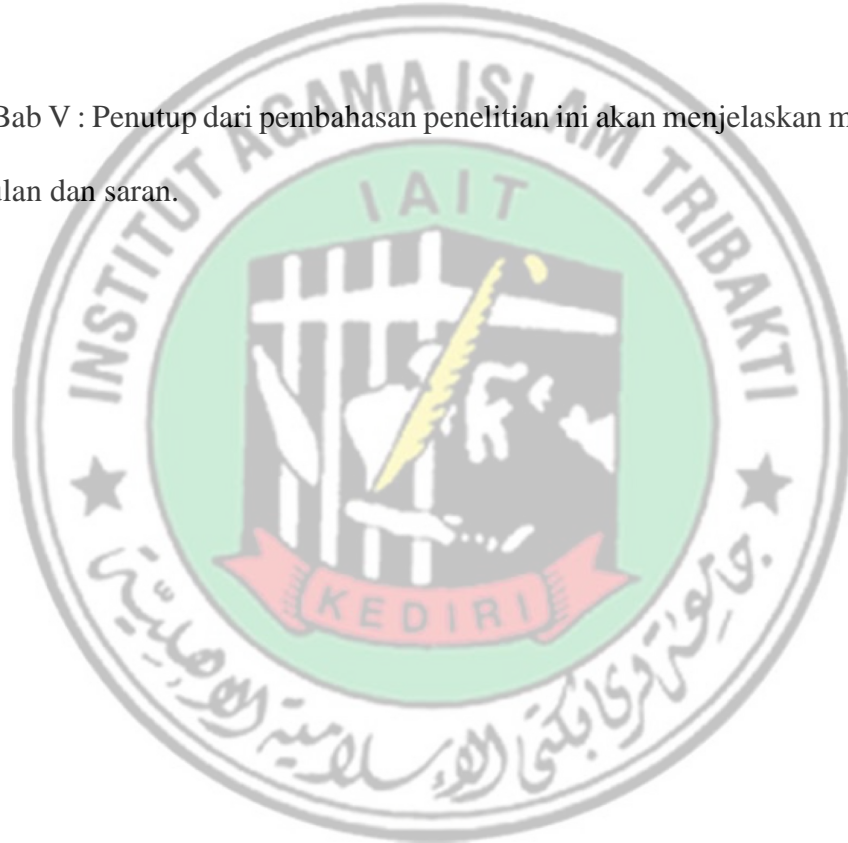 Bab V : Penutup dari pembahasan penelitian ini akan menjelaskan m
lan dan saran.
INSTITUT AGAMA ISLAM TRIBAKTI
IAIT
KEDIRI